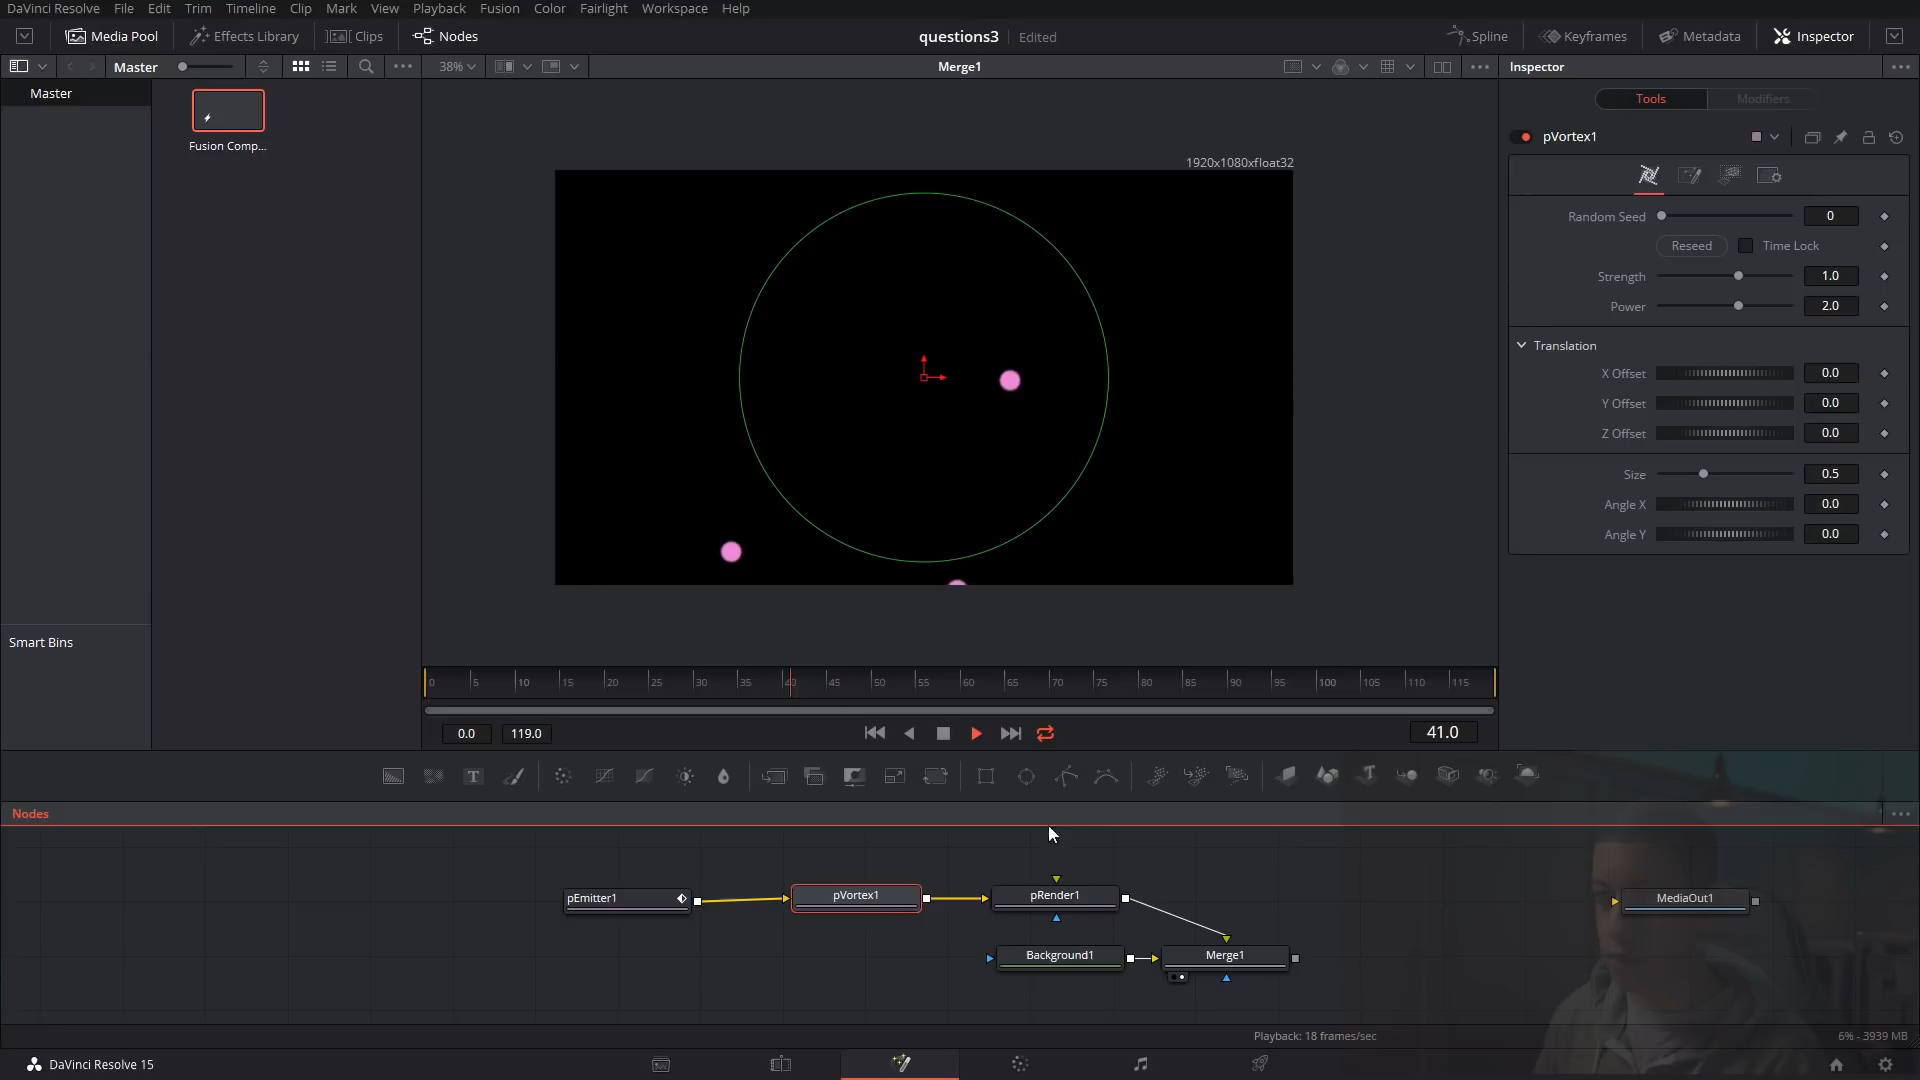 DaVinci Resolve File Edit Trim Timeline Clip Mark View Playback Fusion Color Fairlight Workspace Help
Media Pool Effects Library Clips Nodes questions3 Edited Spline Keyframes Metadata Inspector
Master 38% Merge1 Inspector
Master
Fusion Comp...
Smart Bins
1920x1080xfloat32
Tools Modifiers
pVortex1
Random Seed 0
Reseed Time Lock
Strength 1.0
Power 2.0
Translation
X Offset 0.0
Y Offset 0.0
Z Offset 0.0
Size 0.5
Angle X 0.0
Angle Y 0.0
0 5 10 15 20 25 30 35 40 45 50 55 60 65 70 75 80 85 90 95 100 105 110 115
0.0 119.0 41.0
T T
Nodes
pEmitter1 pVortex1 pRender1 MediaOut1
Background1 Merge1
Playback: 18 frames/sec 6% - 3939 MB
DaVinci Resolve 15